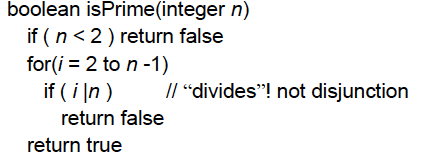 boolean isPrime(integer n)
if ( n < 2 ) return false
for(i = 2 to n -1)
if ( i |n ) // “divides”! not disjunction
return false
return true